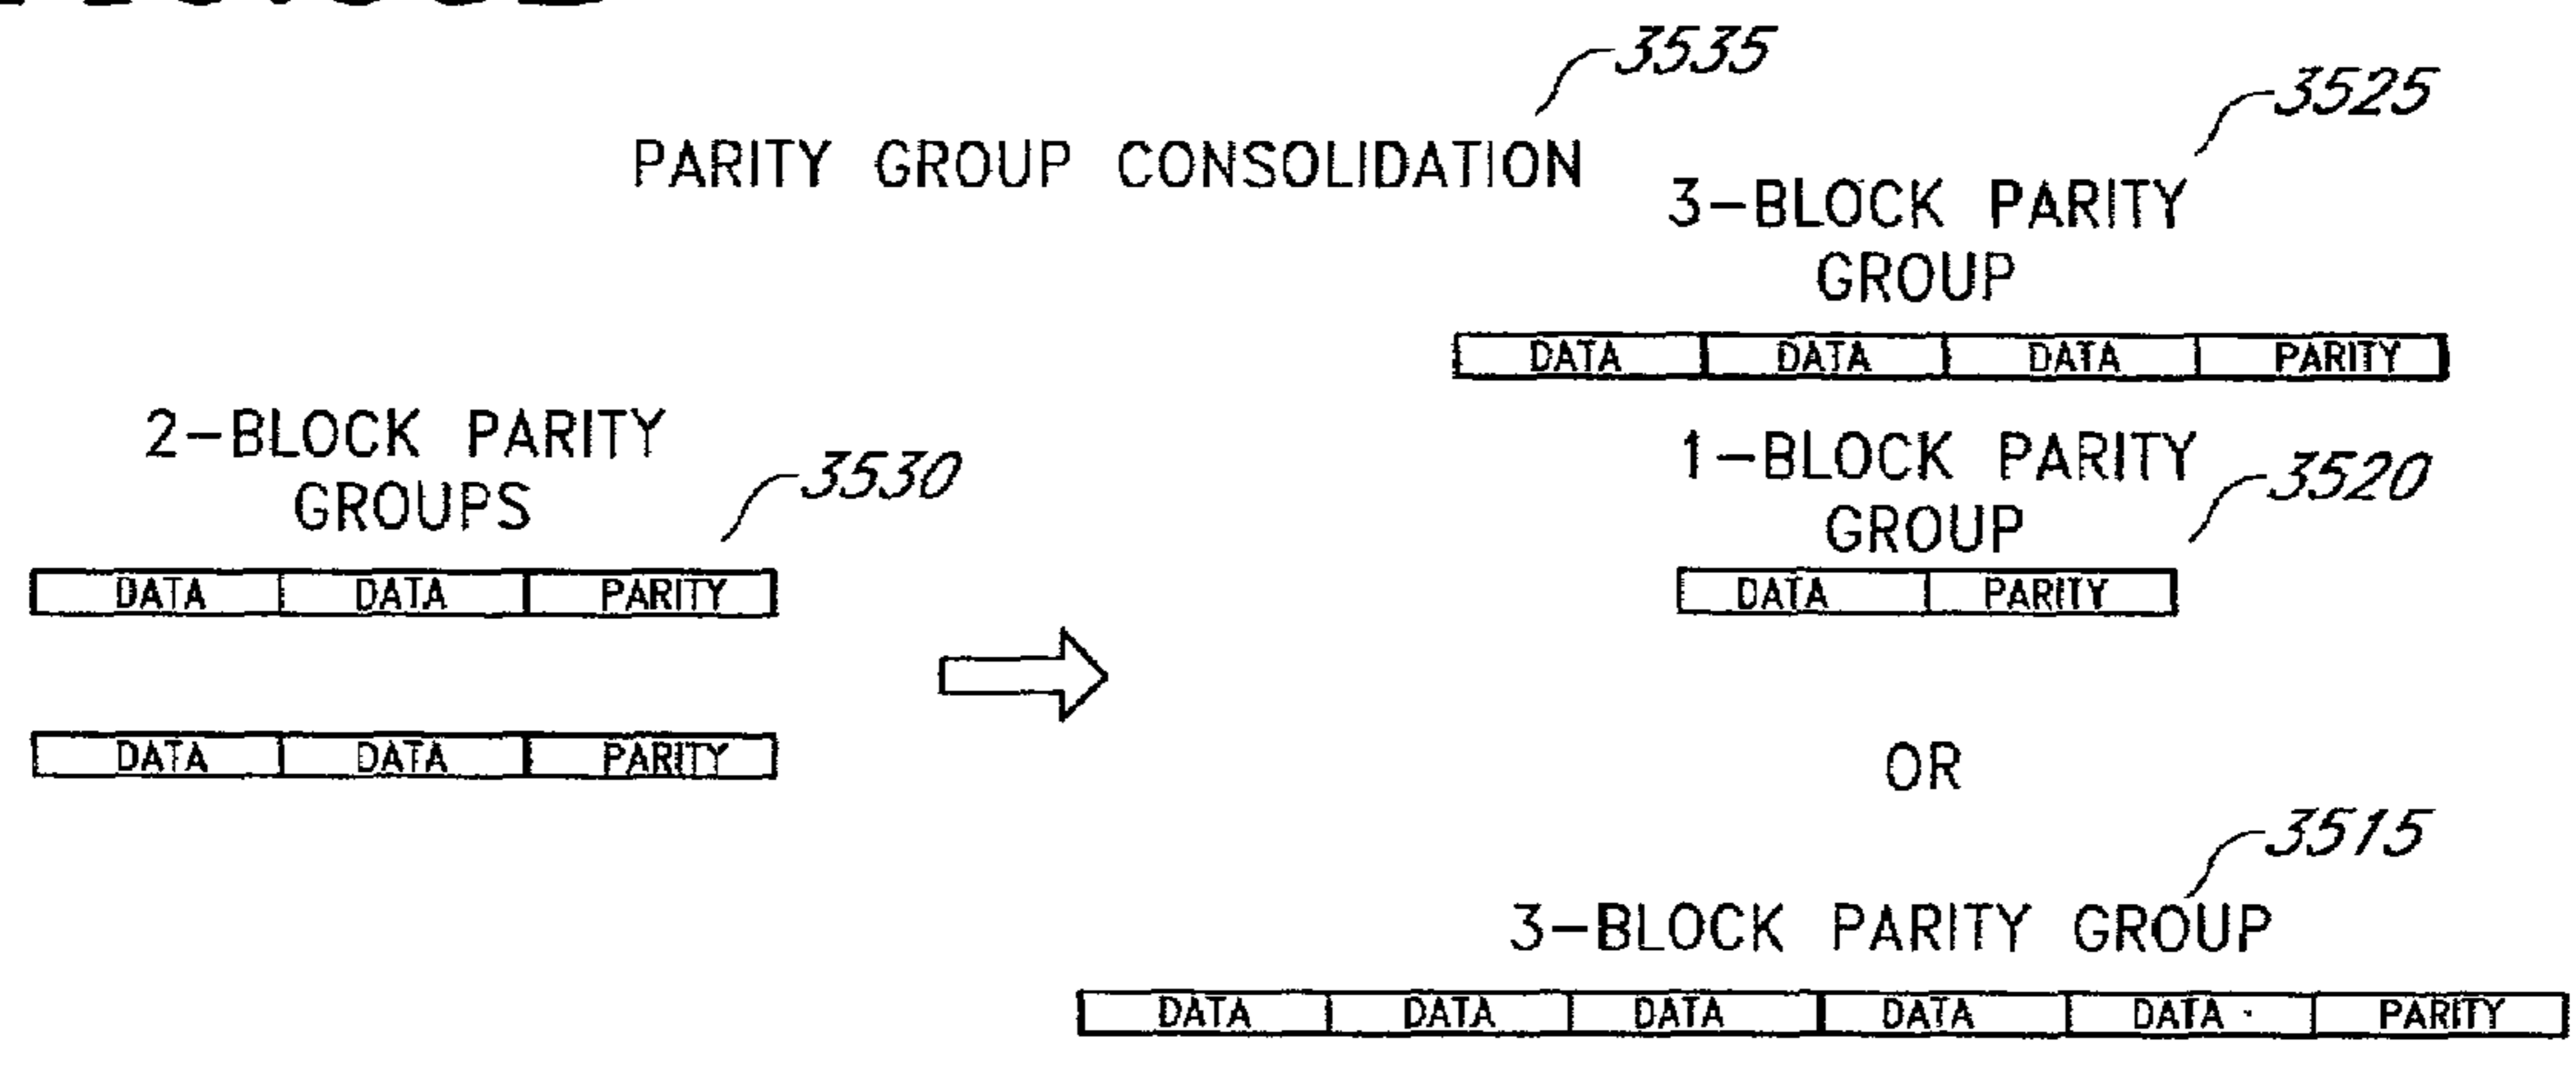 3535
3525
PARITY GROUP CONSOLIDATION
3-BLOCK PARITY
GROUP
DATA DATA DATA PARITY
2-BLOCK PARITY
GROUPS
3530
1-BLOCK PARITY
GROUP
3520
DATA DATA PARITY
DATA PARITY
DATA DATA PARITY
OR
3515
3-BLOCK PARITY GROUP
DATA DATA DATA DATA DATA PARITY